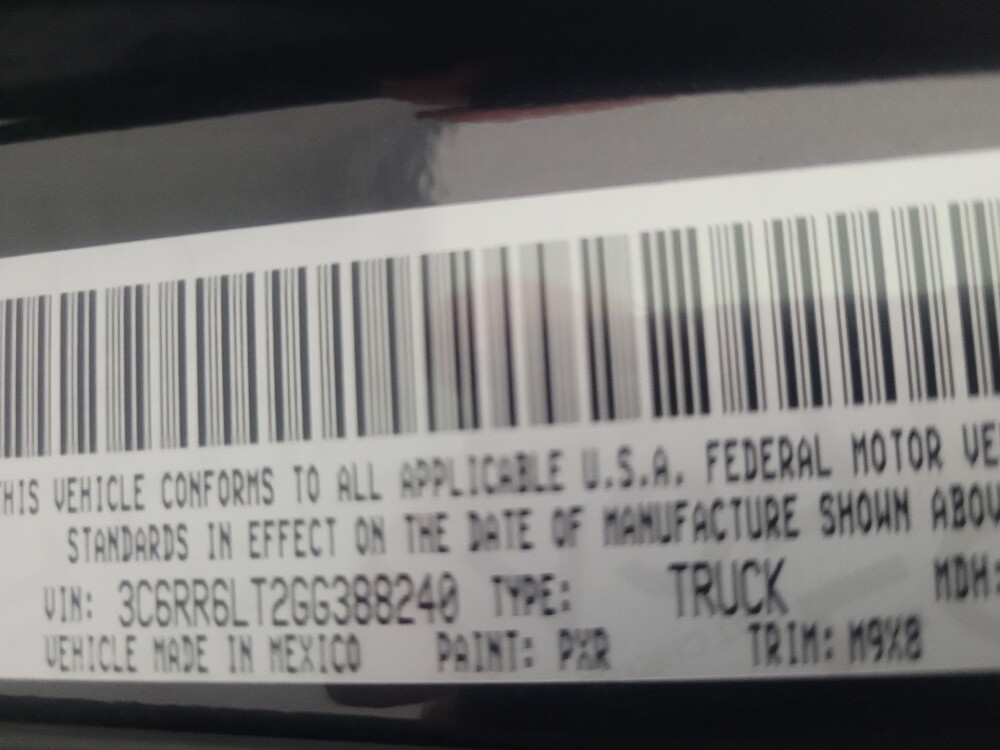 THIS VEHICLE CONFORMS TO ALL APPLICABLE U.S.A. FEDERAL MOTOR VE
STANDARDS IN EFFECT ON THE DATE OF MANUFACTURE SHOWN ABOV
VIN: 3C6RR6LT2GG388240 TYPE: TRUCK MDH:
VEHICLE MADE IN MEXICO PAINT: PXR TRIM: M9X8